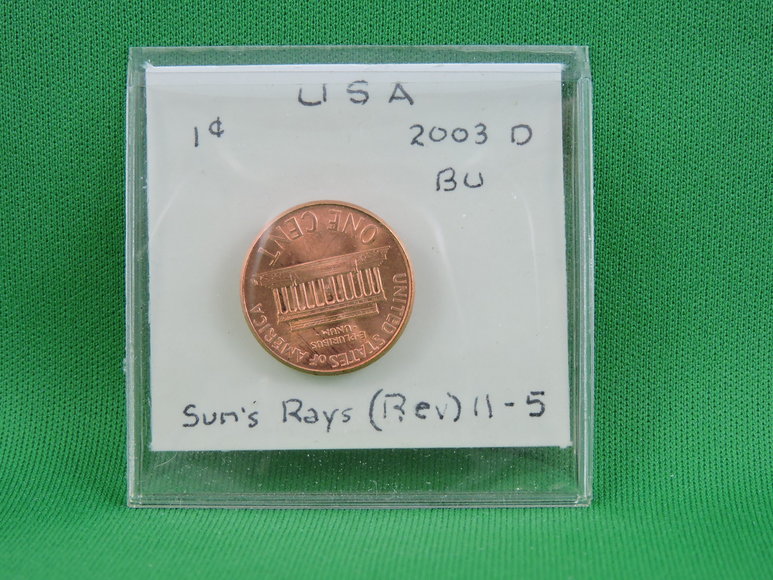 USA
1¢ 2003 D
BU
ONE CENT
UNITED STATES OF AMERICA
E·PLURIBUS
·UNUM·
Sun's Rays (Rev) 11-5